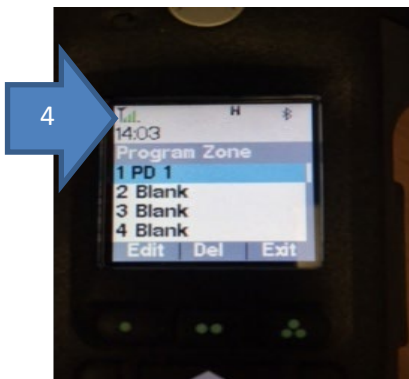 4
H
14:03
Program Zone
1 PD 1
2 Blank
3 Blank
4 Blank
Edit Del Exit